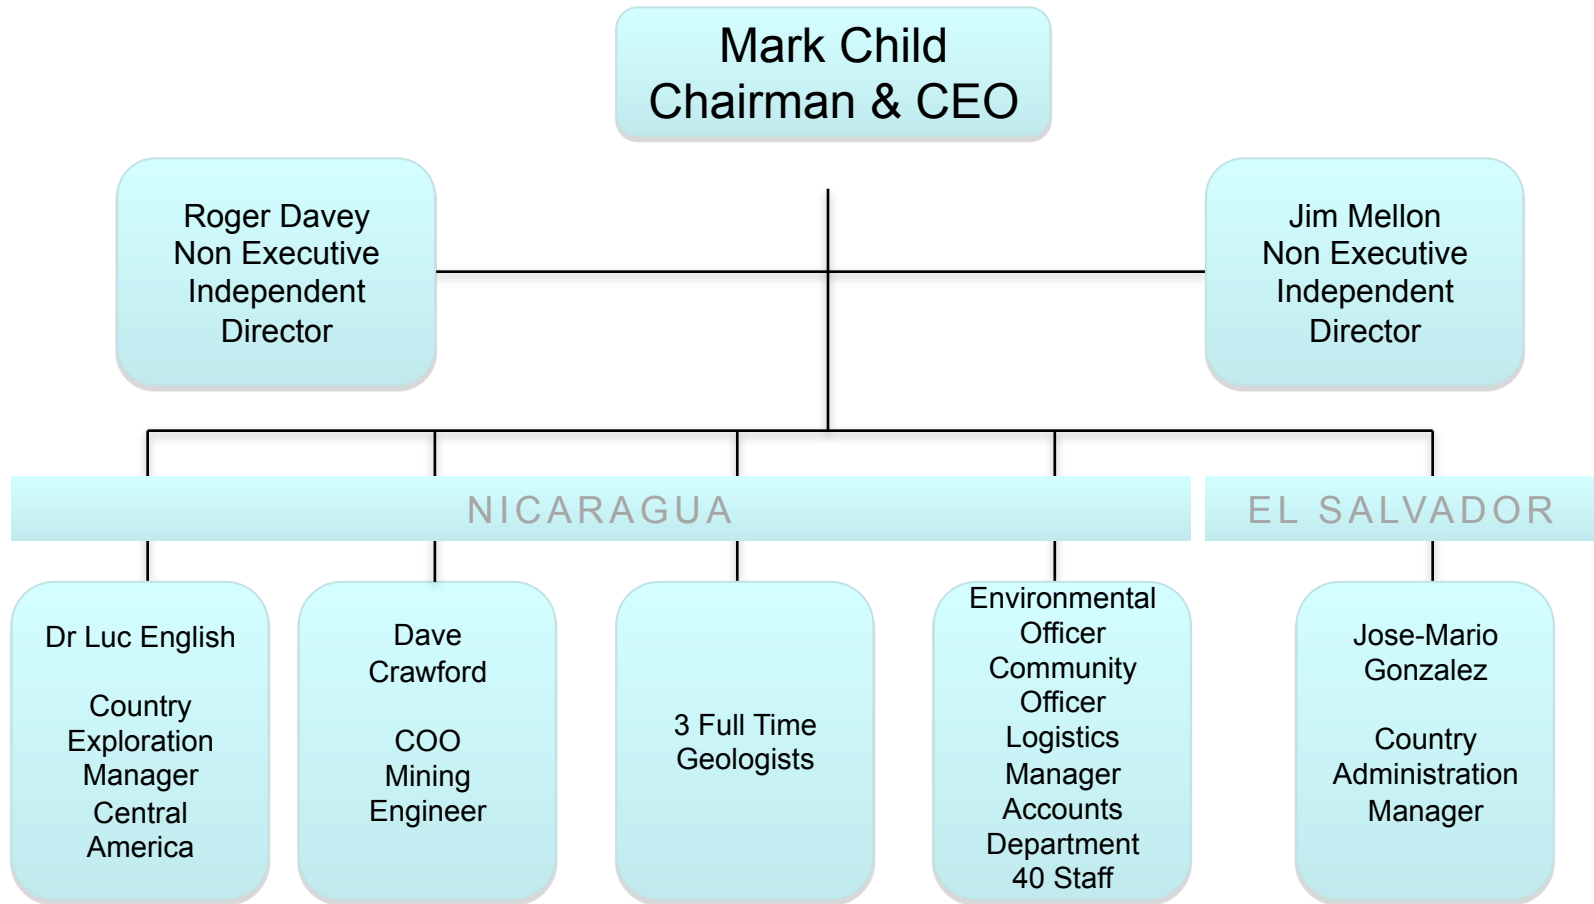 Mark Child
Chairman & CEO
Roger Davey
Non Executive
Independent
Director
Jim Mellon
Non Executive
Independent
Director
NICARAGUA
EL SALVADOR
Dr Luc English
Country
Exploration
Manager
Central
America
Dave
Crawford
COO
Mining
Engineer
3 Full Time
Geologists
Environmental
Officer
Community
Officer
Logistics
Manager
Accounts
Department
40 Staff
Jose-Mario
Gonzalez
Country
Administration
Manager